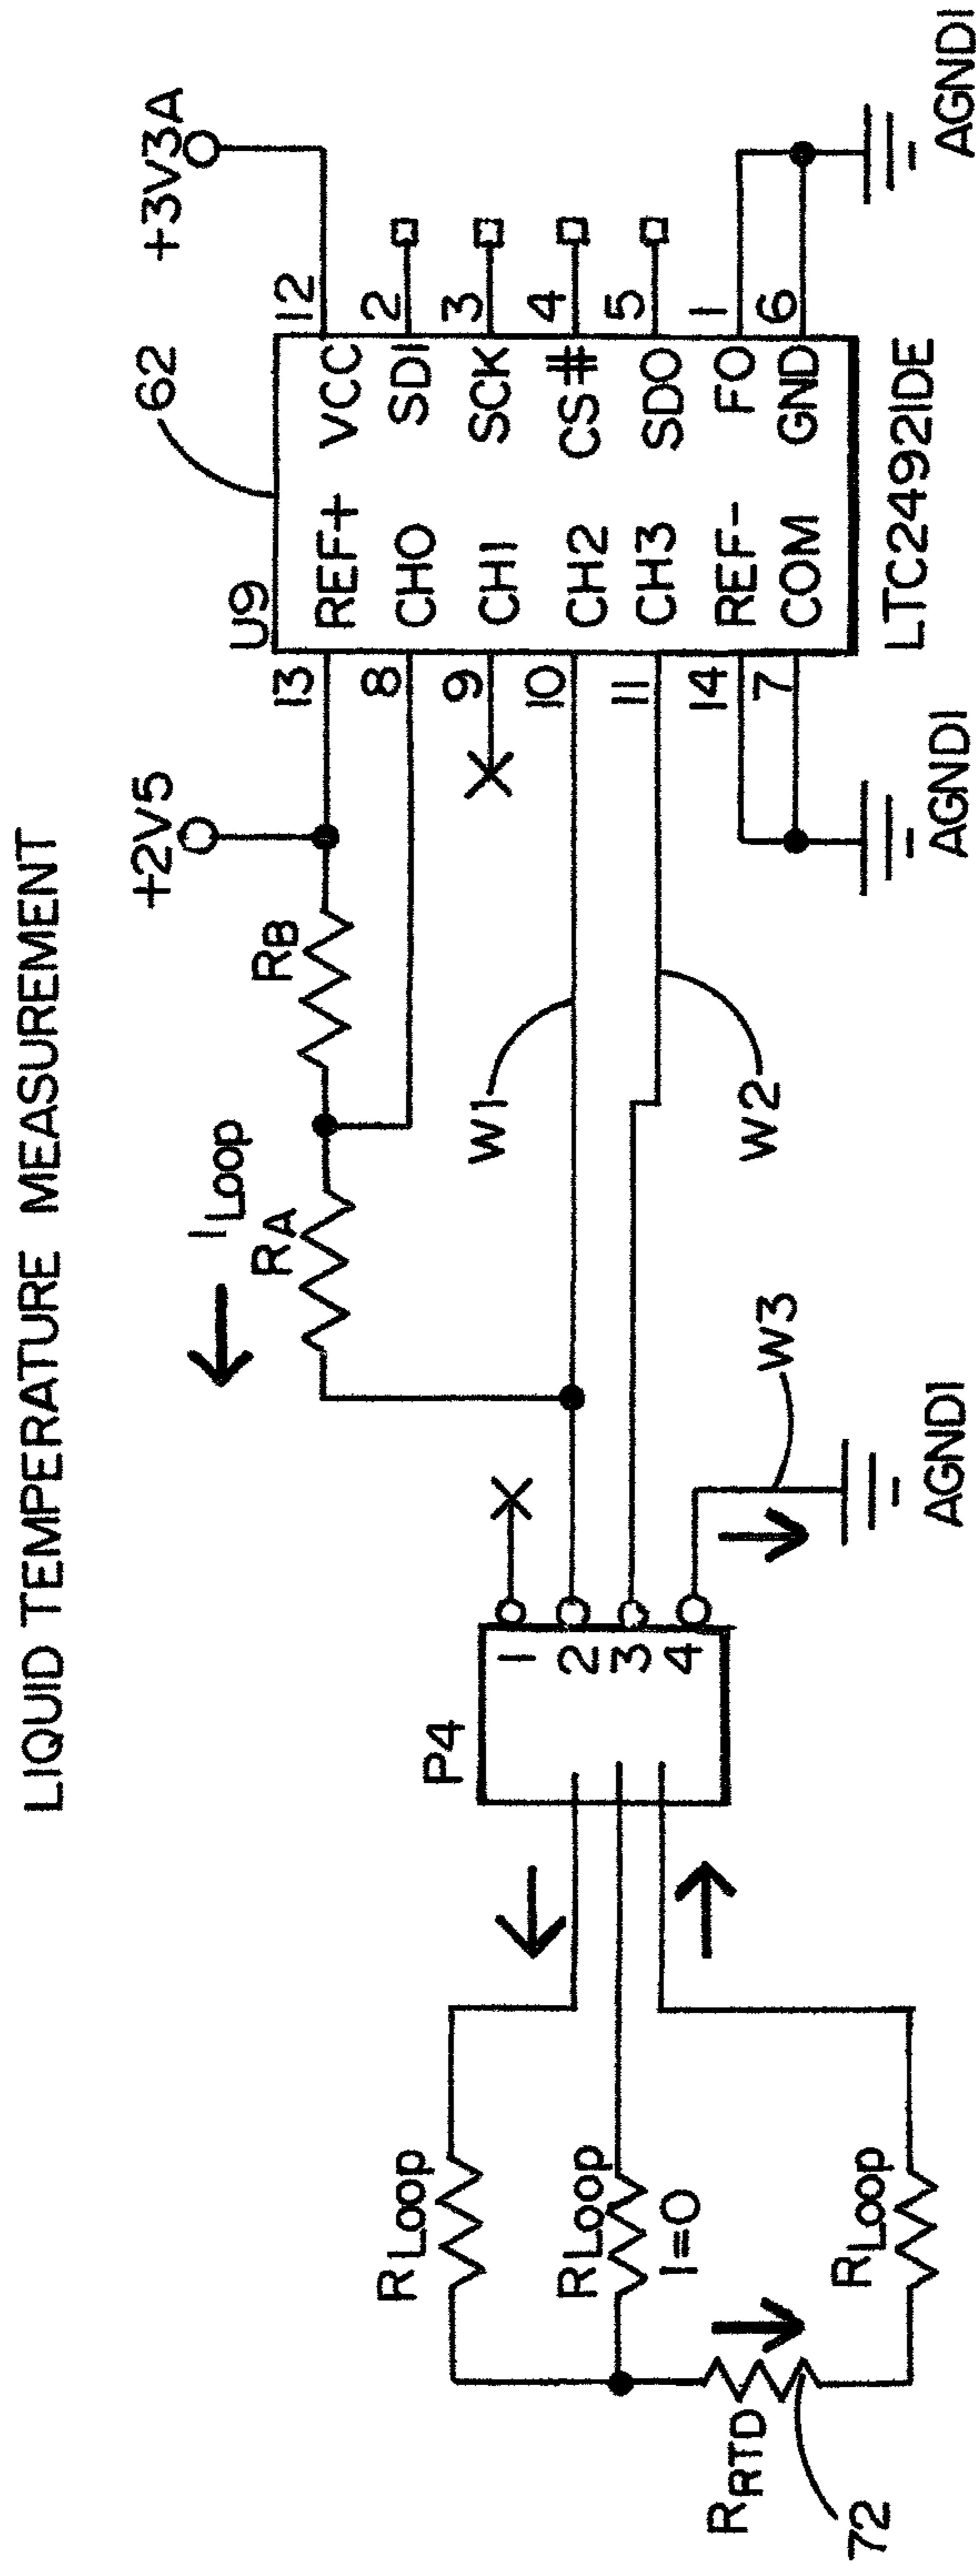 LIQUID TEMPERATURE MEASUREMENT
+2V5
+3V3A
62
U9
ILoop
RA
RB
13
REF+
VCC
12
8
CH0
SDI
2
9
CH1
SCK
3
10
CH2
CS#
4
11
CH3
SDO
5
14
REF-
FO
1
7
COM
GND
6
LTC2492IDE
W1
W2
W3
AGND1
AGND1
AGND1
P4
1
2
3
4
RLoop
RLoop
I=0
RLoop
RRTD
72